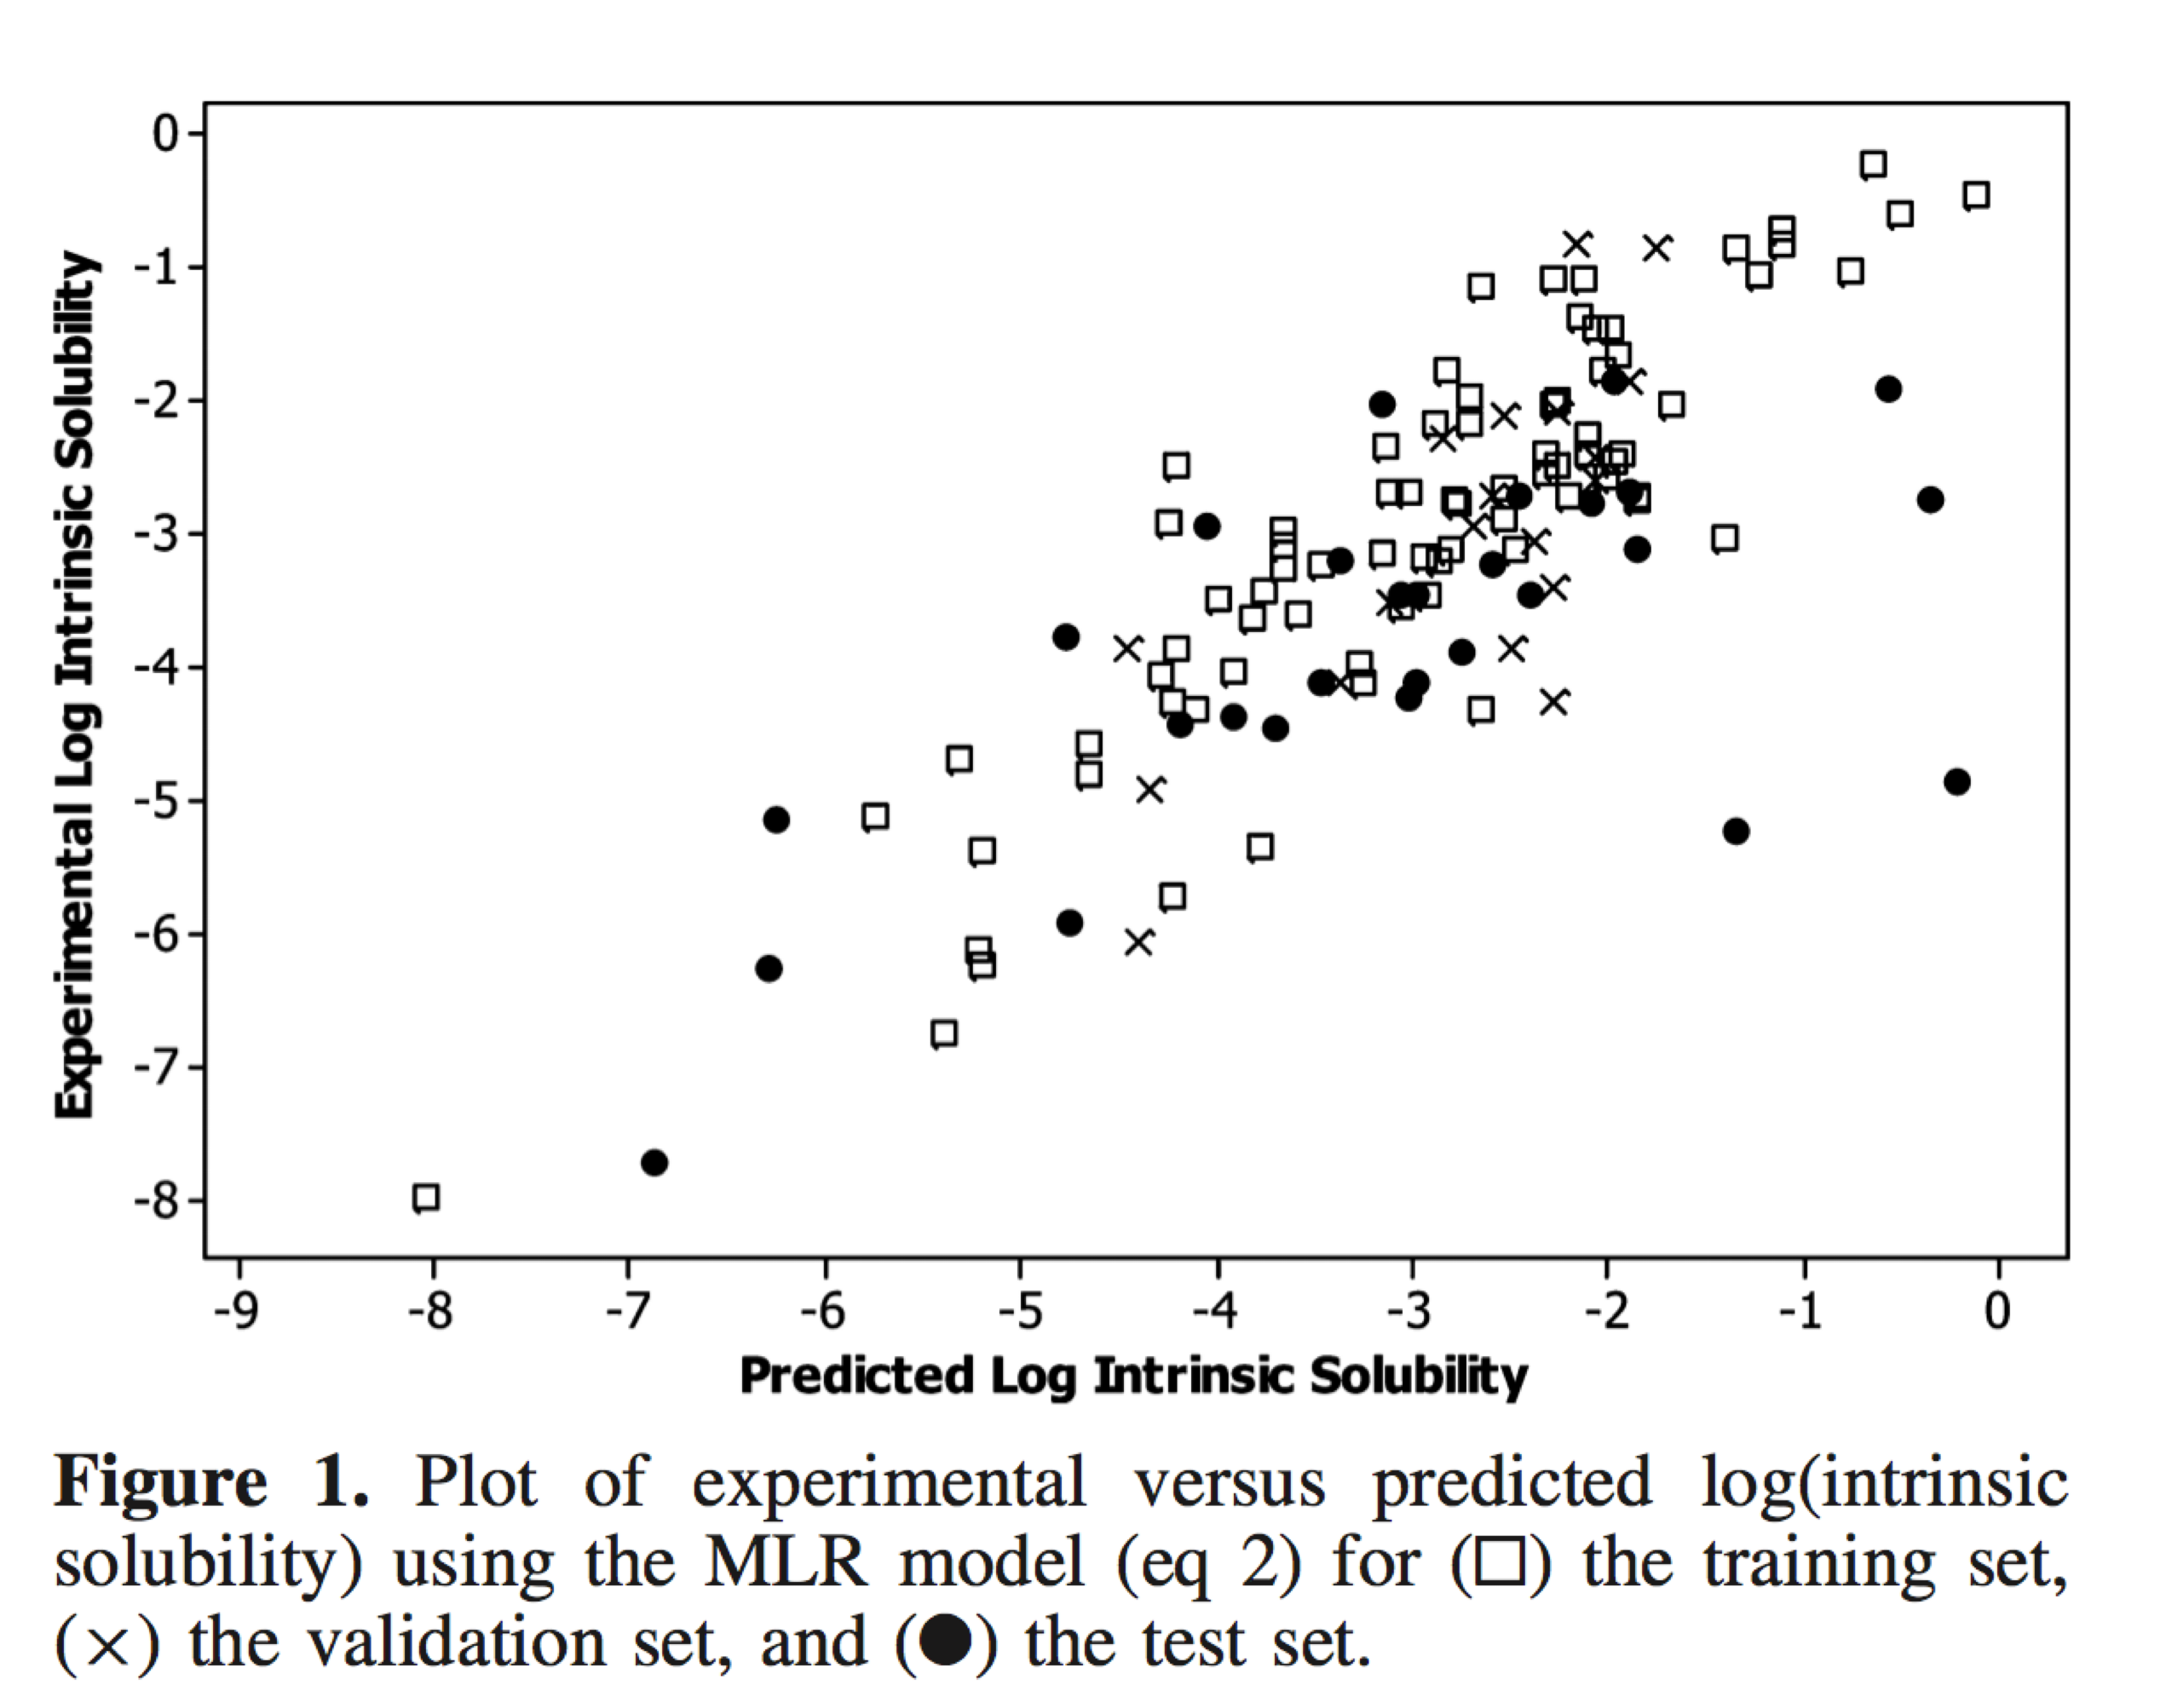 Experimental Log Intrinsic Solubility
0
-1
-2
-3
-4
-5
-6
-7
-8
-9 -8 -7 -6 -5 -4 -3 -2 -1 0
Predicted Log Intrinsic Solubility
Figure 1. Plot of experimental versus predicted log(intrinsic
solubility) using the MLR model (eq 2) for (□) the training set,
(×) the validation set, and (●) the test set.